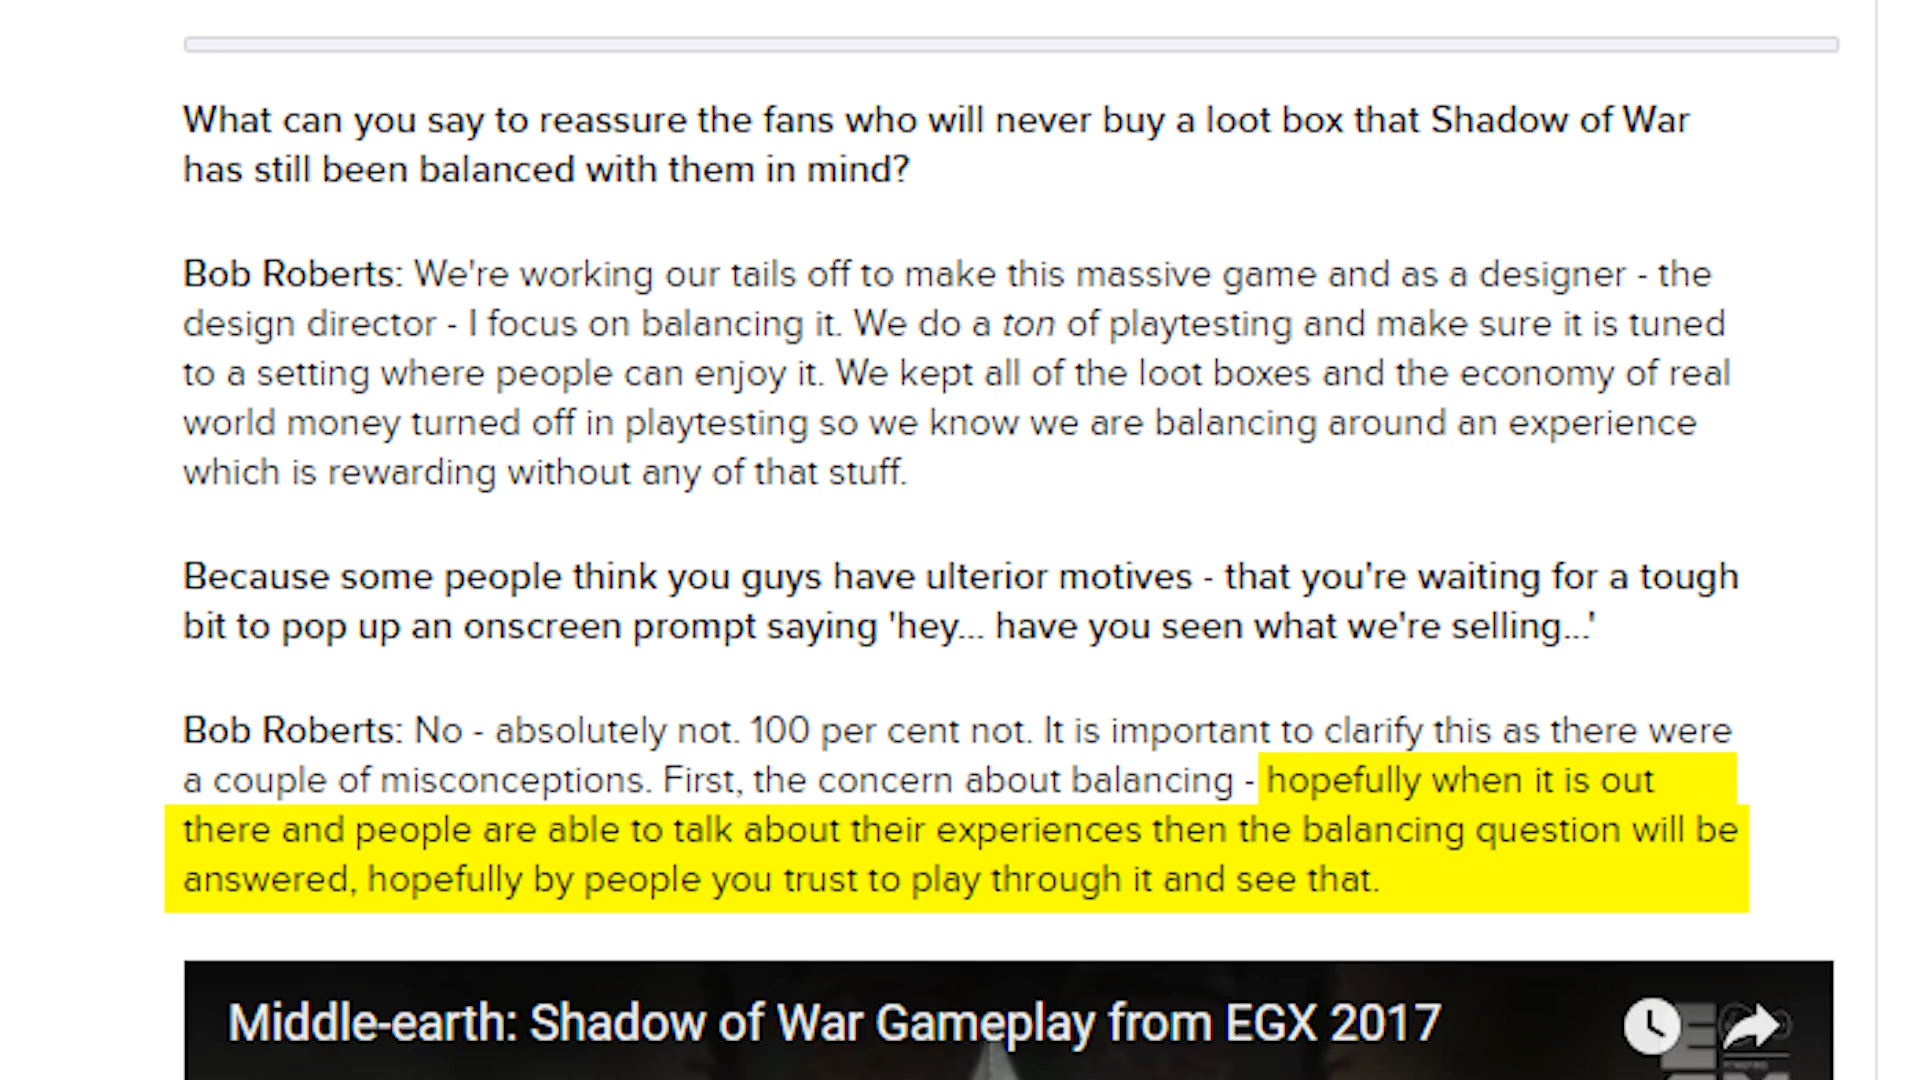 What can you say to reassure the fans who will never buy a loot box that Shadow of War
has still been balanced with them in mind?
Bob Roberts: We're working our tails off to make this massive game and as a designer - the
design director - I focus on balancing it. We do a ton of playtesting and make sure it is tuned
to a setting where people can enjoy it. We kept all of the loot boxes and the economy of real
world money turned off in playtesting so we know we are balancing around an experience
which is rewarding without any of that stuff.
Because some people think you guys have ulterior motives - that you're waiting for a tough
bit to pop up an onscreen prompt saying 'hey... have you seen what we're selling...'
Bob Roberts: No - absolutely not. 100 per cent not. It is important to clarify this as there were
a couple of misconceptions. First, the concern about balancing - hopefully when it is out
there and people are able to talk about their experiences then the balancing question will be
answered, hopefully by people you trust to play through it and see that.
Middle-earth: Shadow of War Gameplay from EGX 2017